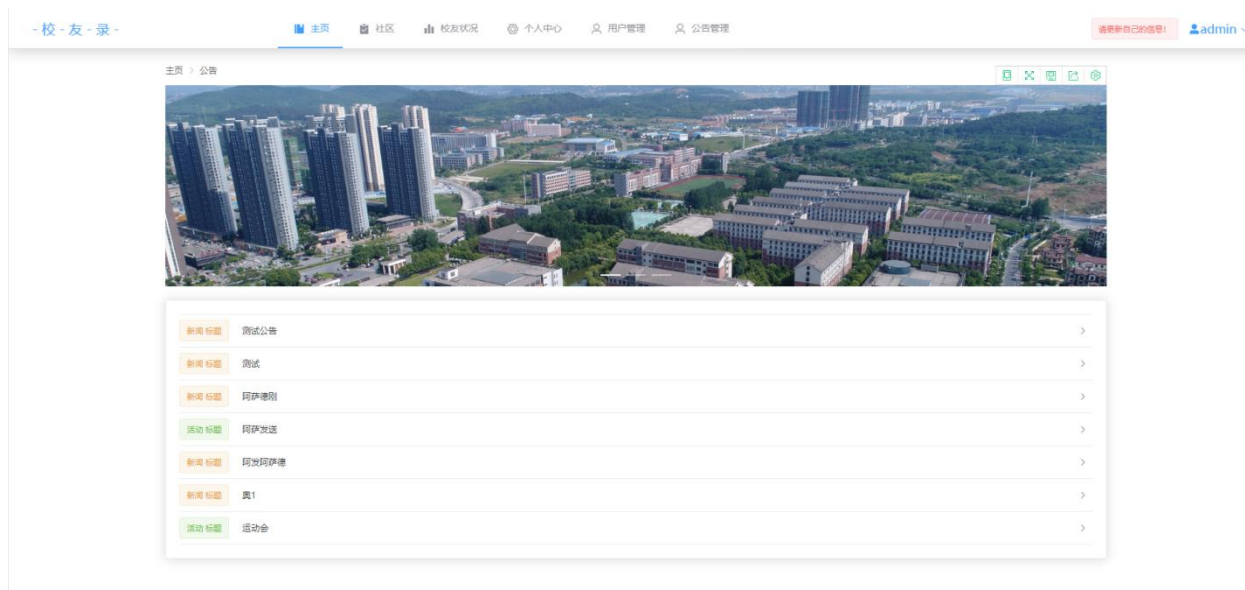 -校-友-录-
主页 社区 校友状况 个人中心 用户管理 公告管理
请更新自己的信息!
admin
主页 > 公告
新闻标题 测试公告
新闻标题 测试
新闻标题 阿萨德刚
活动标题 阿萨发送
新闻标题 阿发阿萨德
新闻标题 奥1
活动标题 运动会